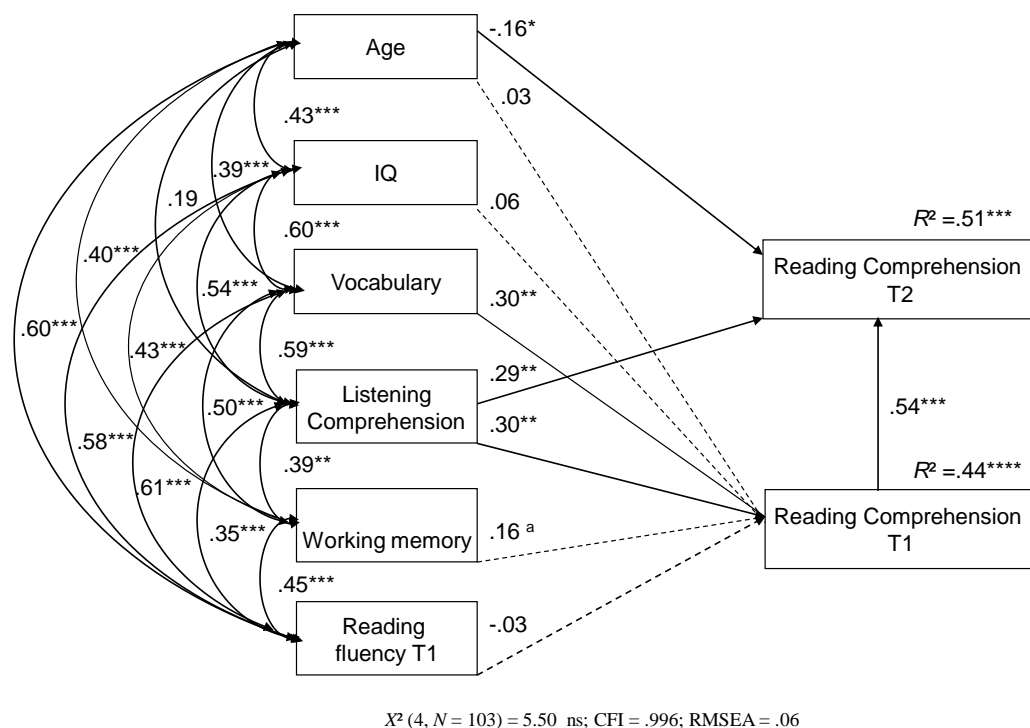 -.16*
Age
.03
.43***
.39***
IQ
.19
.06
R² =.51***
.60***
.40***
Reading Comprehension
T2
Vocabulary
.54***
.30**
.60***
.43***
.59***
.29**
Listening
Comprehension
.50***
.30**
.54***
.58***
.39**
R² =.44****
.61***
Reading Comprehension
T1
.35***
Working memory
.16 a
.45***
Reading
fluency T1
-.03
X² (4, N = 103) = 5.50 ns; CFI = .996; RMSEA = .06